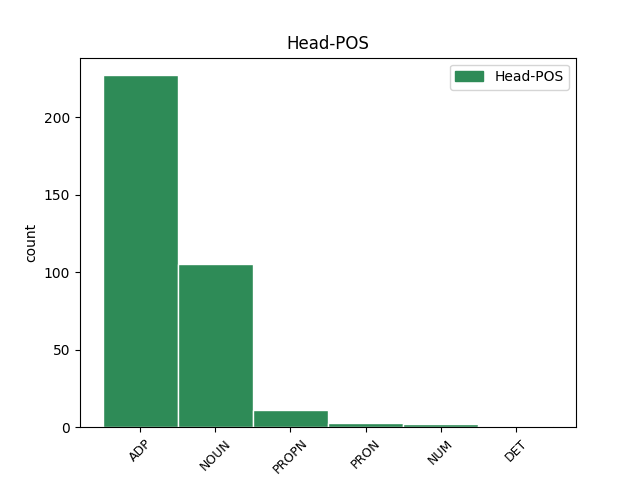 Head-POS
Head-POS
count
200
150
100
50
0
ADP NOUN PROPN PRON NUM DET